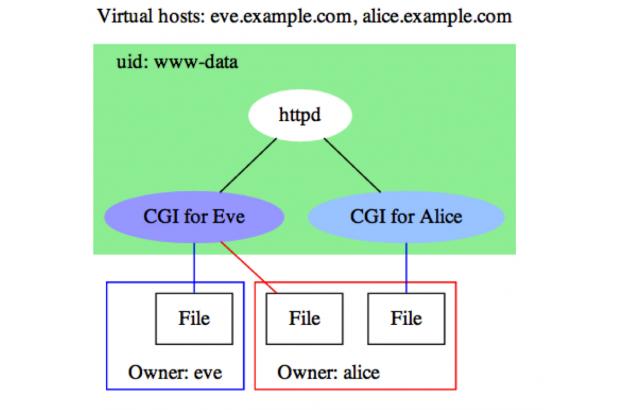 Virtual hosts: eve.example.com, alice.example.com
uid: www-data
httpd
CGI for Eve
CGI for Alice
File
File
File
Owner: eve
Owner: alice